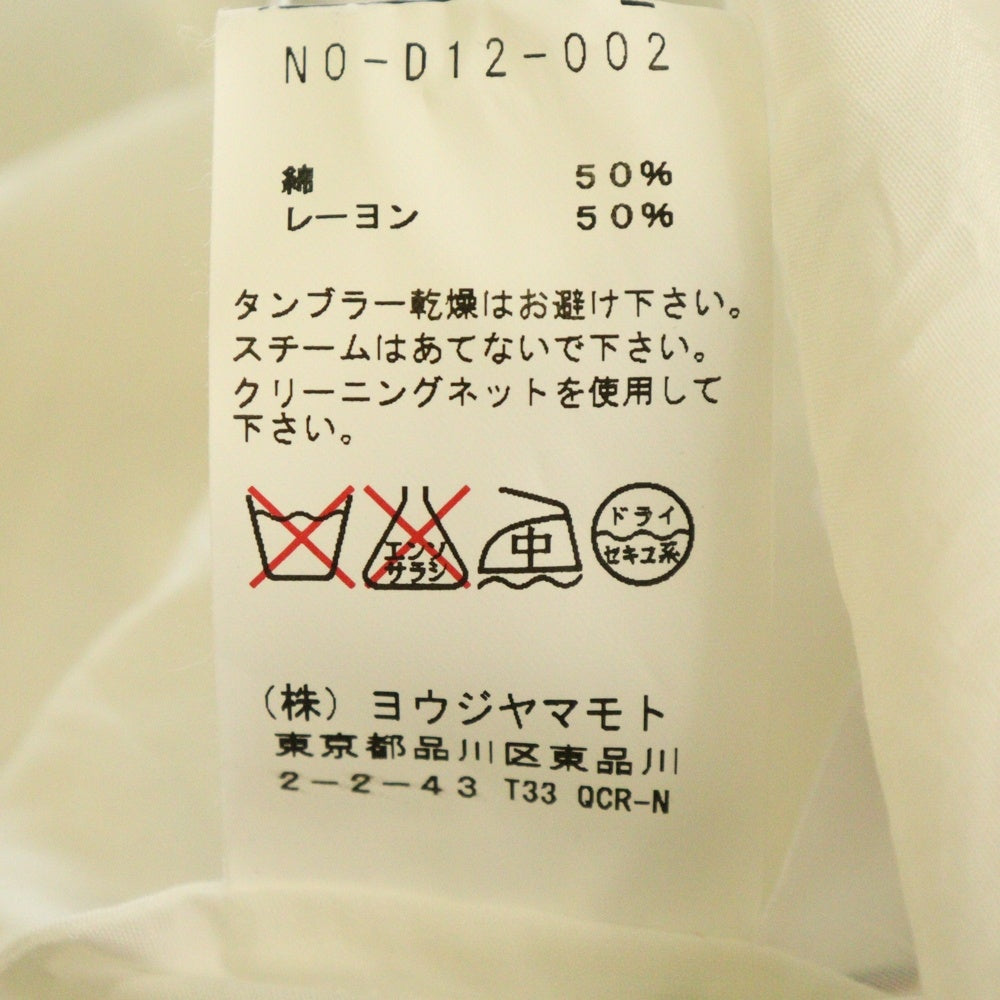 NO-D12-002
綿 50%
レーヨン 50%
タンブラー乾燥はお避け下さい。
スチームはあてないで下さい。
クリーニングネットを使用して
下さい。
エンソ
サラシ
中
ドライ
セキユ系
(株) ヨウジヤマモト
東京都品川区東品川
2-2-43 T33 QCR-N